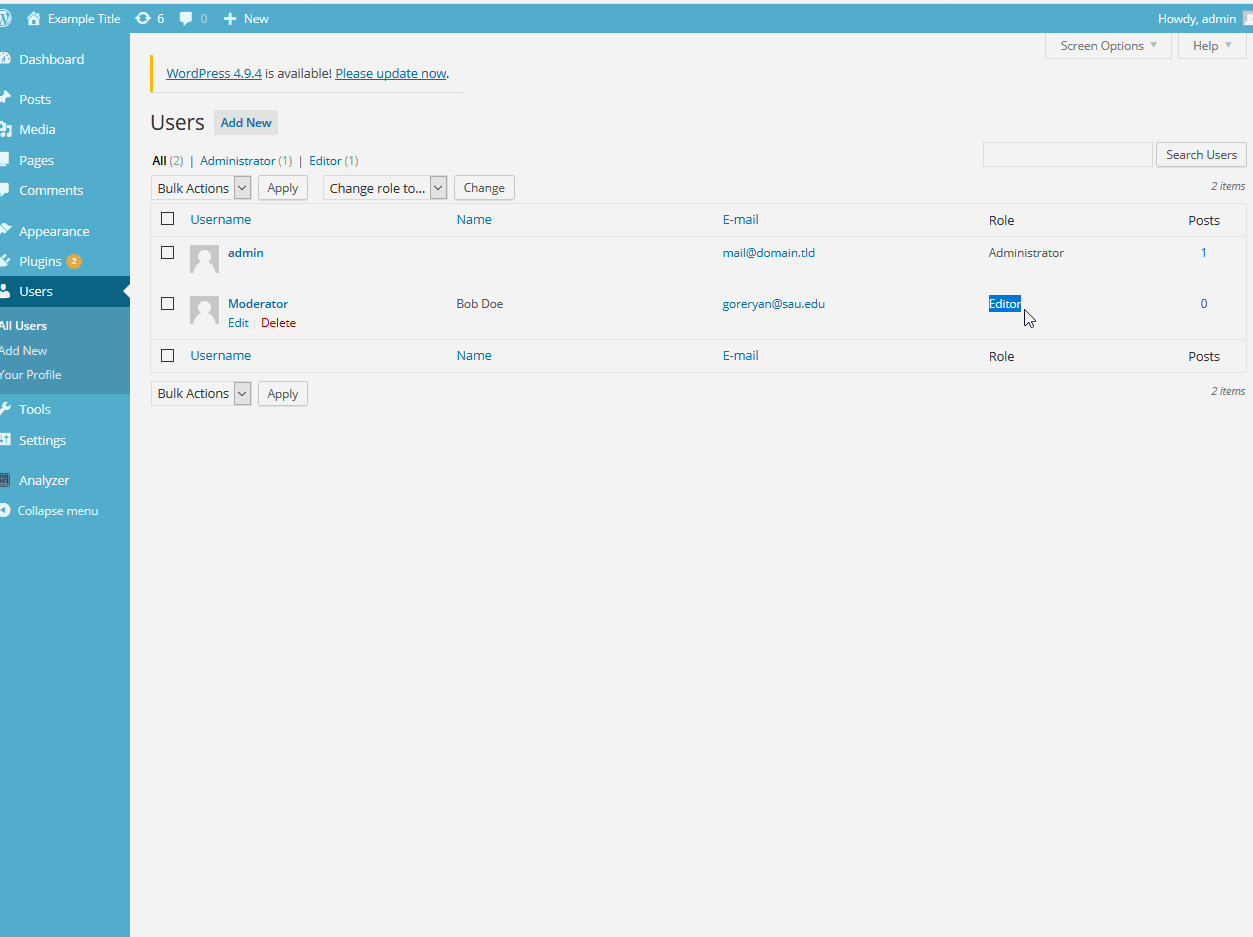 Example Title 6 0 New Howdy, admin
Screen Options Help
Dashboard
Posts
Media
Pages
Comments
Appearance
Plugins 2
Users
All Users
Add New
Your Profile
Tools
Settings
Analyzer
Collapse menu
WordPress 4.9.4 is available! Please update now.
Users Add New
All (2) | Administrator (1) | Editor (1)
Search Users
Bulk Actions Apply Change role to... Change 2 items
Username Name E-mail Role Posts
admin mail@domain.tld Administrator 1
Moderator Bob Doe goreryan@sau.edu Editor 0
Edit | Delete
Username Name E-mail Role Posts
Bulk Actions Apply 2 items